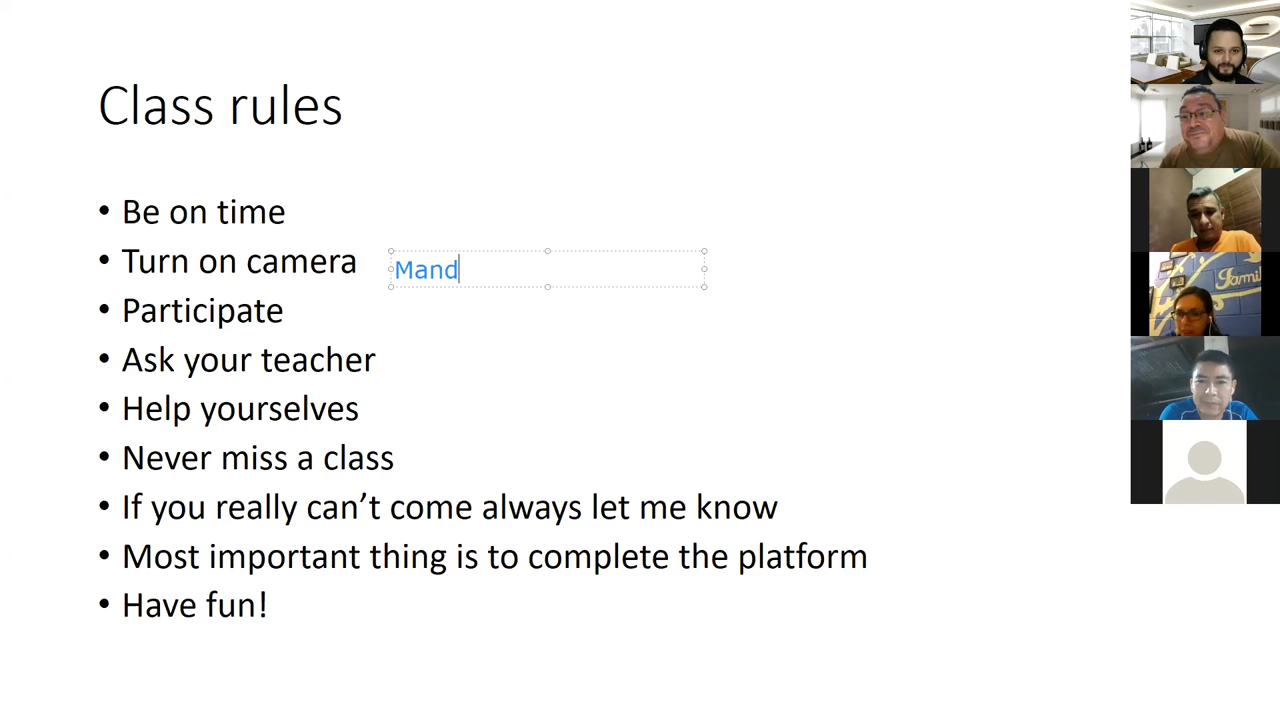 Class rules
• Be on time
• Turn on camera
Mand
• Participate
• Ask your teacher
• Help yourselves
• Never miss a class
• If you really can’t come always let me know
• Most important thing is to complete the platform
• Have fun!
Famil